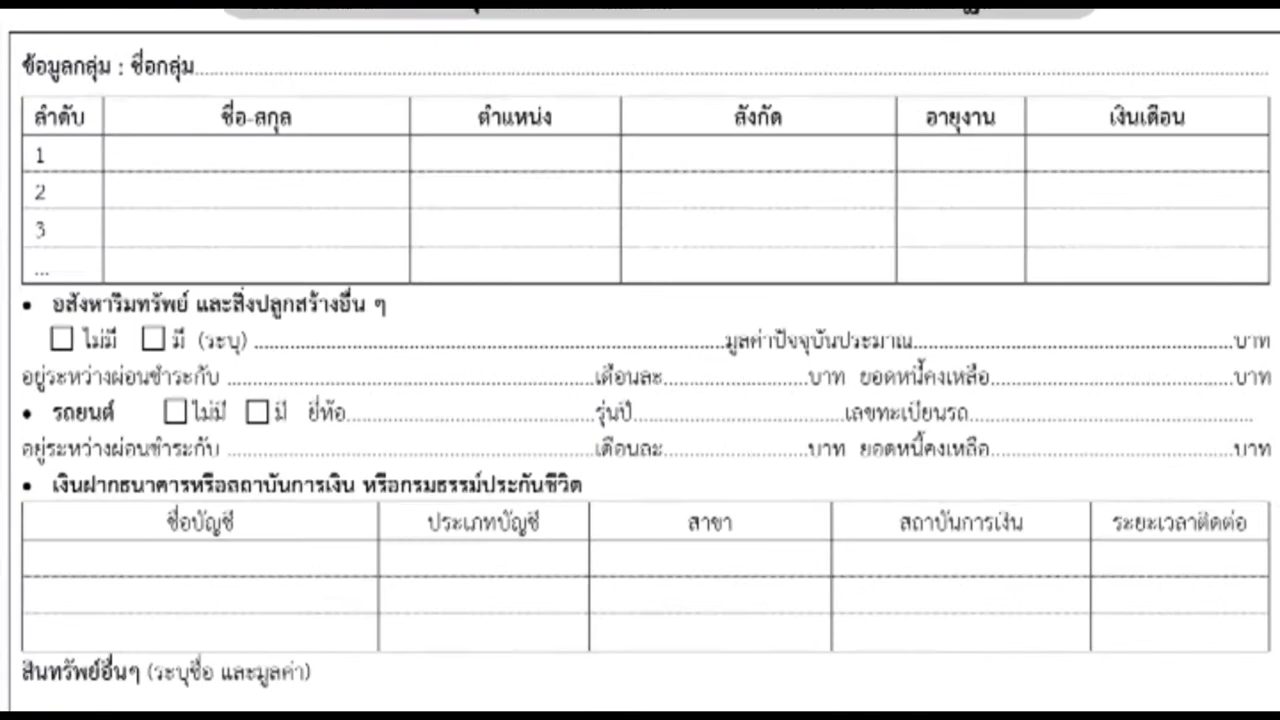 ข้อมูลกลุ่ม : ชื่อกลุ่ม
ลำดับ ชื่อ-สกุล ตำแหน่ง สังกัด อายุงาน เงินเดือน
1
2
3
...
• อสังหาริมทรัพย์ และสิ่งปลูกสร้างอื่น ๆ
ไม่มี มี (ระบุ) มูลค่าปัจจุบันประมาณ บาท
อยู่ระหว่างผ่อนชำระกับ เดือนละ บาท ยอดหนี้คงเหลือ บาท
• รถยนต์ ไม่มี มี ยี่ห้อ รุ่นปี เลขทะเบียนรถ
อยู่ระหว่างผ่อนชำระกับ เดือนละ บาท ยอดหนี้คงเหลือ บาท
• เงินฝากธนาคารหรือสถาบันการเงิน หรือกรมธรรม์ประกันชีวิต
ชื่อบัญชี ประเภทบัญชี สาขา สถาบันการเงิน ระยะเวลาติดต่อ
สินทรัพย์อื่นๆ (ระบุชื่อ และมูลค่า)